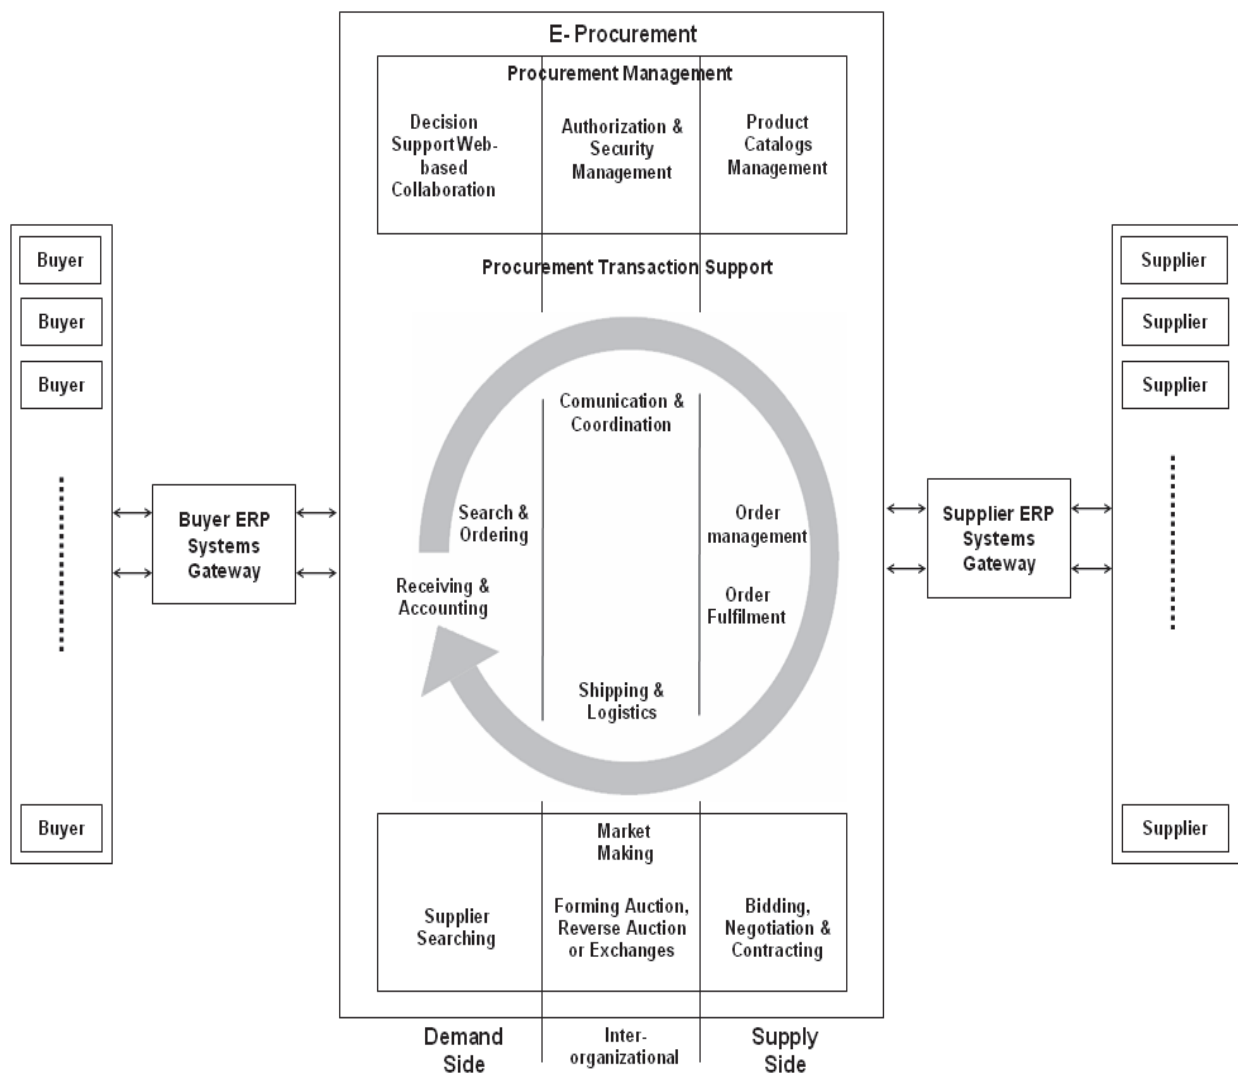 E- Procurement
Procurement Management
Decision
Support Web-
based
Collaboration
Authorization &
Security
Management
Product
Catalogs
Management
Procurement Transaction Support
Buyer
Buyer
Buyer
Buyer
Buyer ERP
Systems
Gateway
Comunication &
Coordination
Search &
Ordering
Receiving &
Accounting
Order
management
Order
Fulfilment
Shipping &
Logistics
Supplier ERP
Systems
Gateway
Supplier
Supplier
Supplier
Supplier
Market
Making
Supplier
Searching
Forming Auction,
Reverse Auction
or Exchanges
Bidding,
Negotiation &
Contracting
Demand
Side
Inter-
organizational
Supply
Side